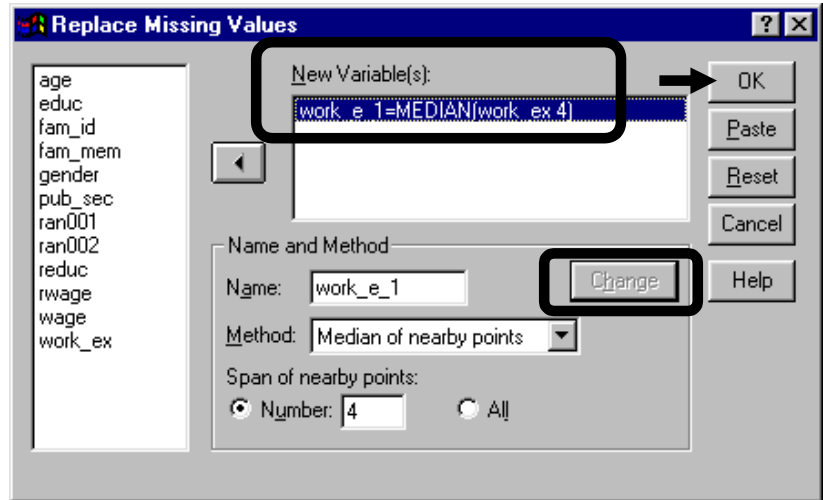 Replace Missing Values
? X
age
educ
fam_id
fam_mem
gender
pub_sec
ran001
ran002
reduc
rwage
wage
work_ex
New Variable(s):
work_e_1=MEDIAN(work_ex 4)
Name and Method
Name: work_e_1
Change
Method: Median of nearby points
Span of nearby points:
Number: 4 All
OK
Paste
Reset
Cancel
Help